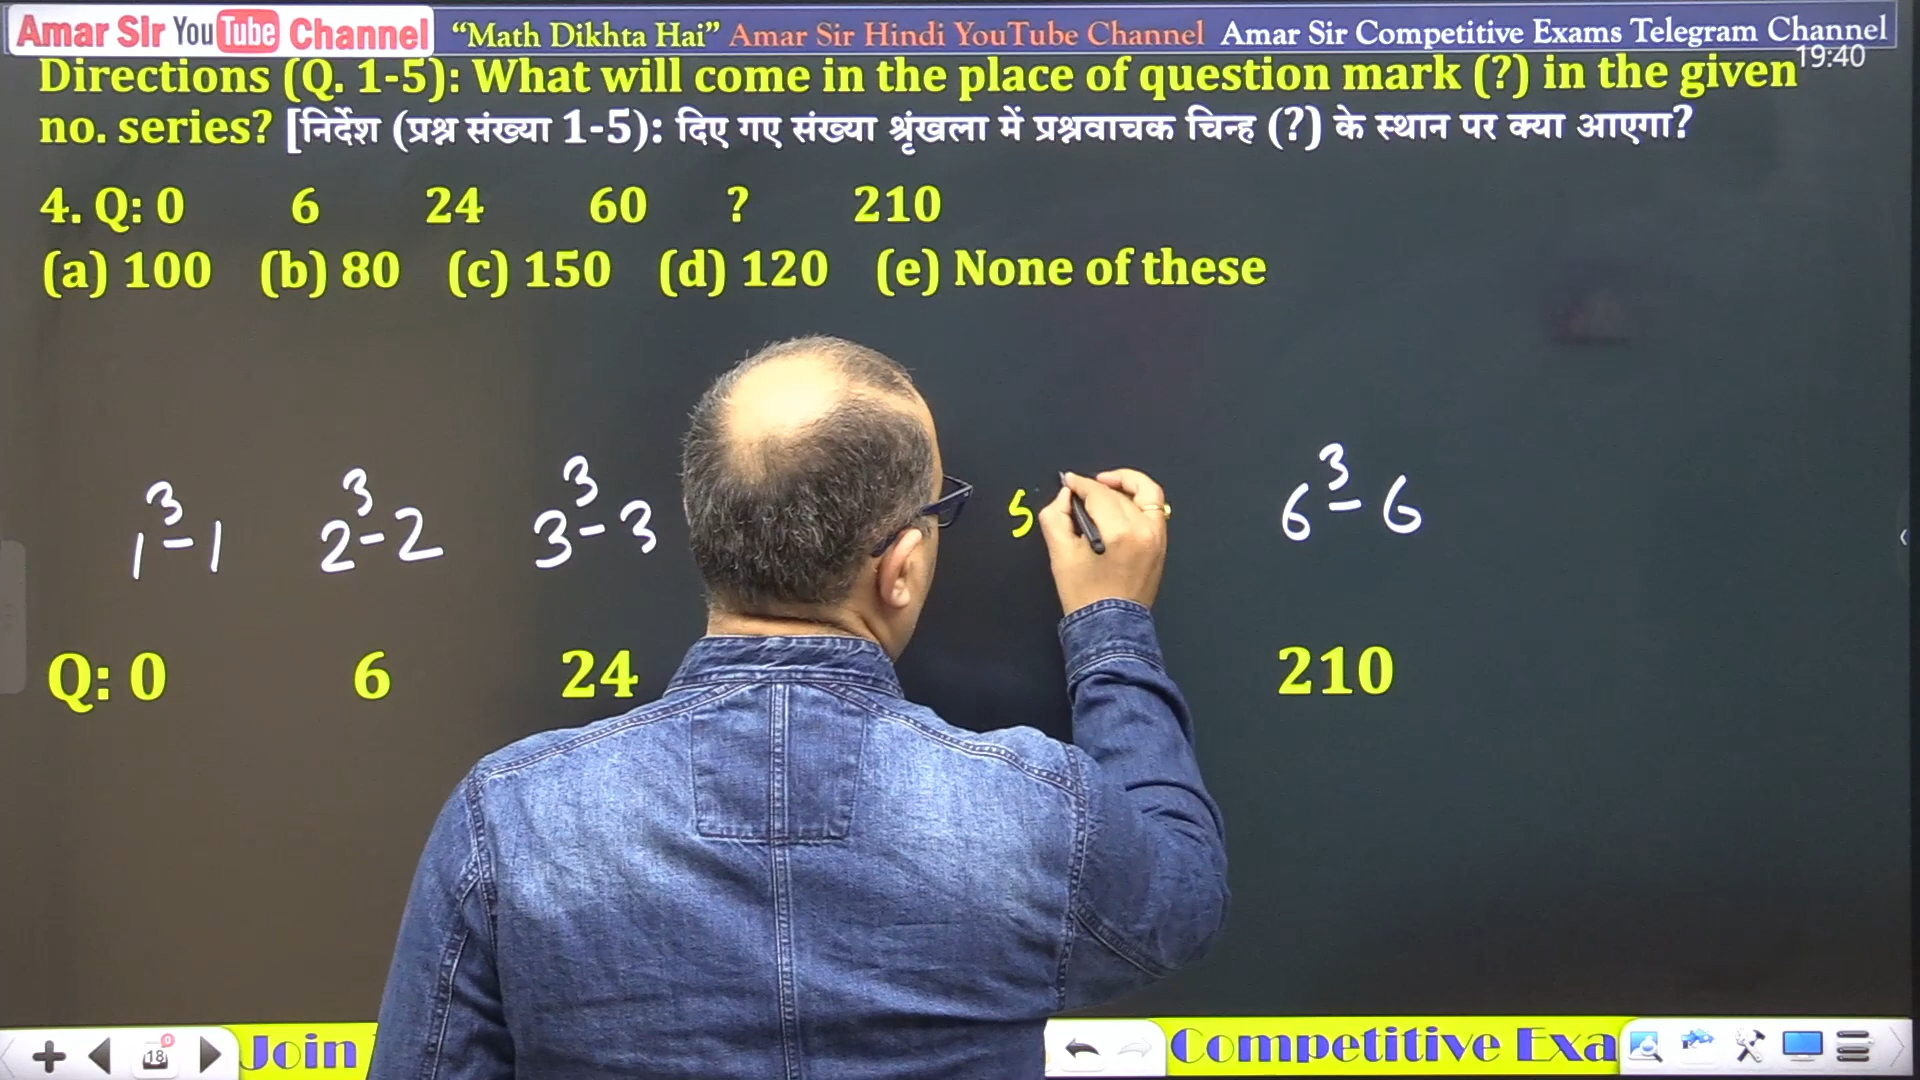 Amar Sir YouTube Channel "Math Dikhta Hai" Amar Sir Hindi YouTube Channel Amar Sir Competitive Exams Telegram Channel
19:40
Directions (Q. 1-5): What will come in the place of question mark (?) in the given
no. series? [निर्देश (प्रश्न संख्या 1-5): दिए गए संख्या श्रृंखला में प्रश्नवाचक चिन्ह (?) के स्थान पर क्या आएगा?
4. Q: 0 6 24 60 ? 210
(a) 100 (b) 80 (c) 150 (d) 120 (e) None of these
1³-1 2³-2 3³-3 5 6³-6
Q: 0 6 24 210
18 0 Join Competitive Exa